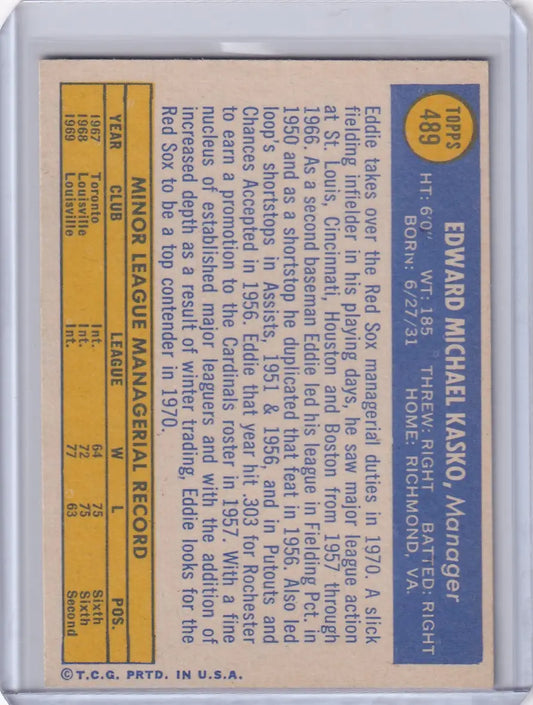 TOPPS
489
EDWARD MICHAEL KASKO, Manager
HT: 6'0" WT: 185 THREW: RIGHT BATTED: RIGHT
BORN: 6/27/31 HOME: RICHMOND, VA.
Eddie takes over the Red Sox managerial duties in 1970. A slick
fielding infielder in his playing days, he saw major league action
at St. Louis, Cincinnati, Houston and Boston from 1957 through
1966. As a second baseman Eddie led his league in Fielding Pct. in
1950 and as a shortstop he duplicated that feat in 1956. Also led
loop's shortstops in Assists, 1951 & 1956, and in Putouts and
Chances Accepted in 1956. Eddie that year hit .303 for Rochester
to earn a promotion to the Cardinals roster in 1957. With a fine
nucleus of established major leaguers and with the addition of
increased depth as a result of winter trading, Eddie looks for the
Red Sox to be a top contender in 1970.
MINOR LEAGUE MANAGERIAL RECORD
YEAR CLUB LEAGUE W L POS.
1967 Toronto Int. 64 75 Sixth
1968 Louisville Int. 72 75 Sixth
1969 Louisville Int. 77 63 Second
©T.C.G. PRTD. IN U.S.A.